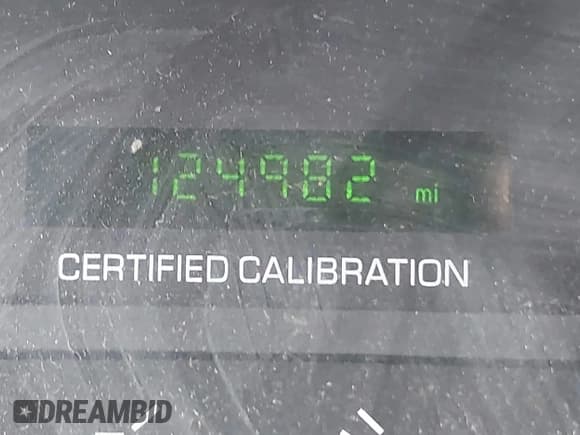 124982 mi
CERTIFIED CALIBRATION
DREAMBID